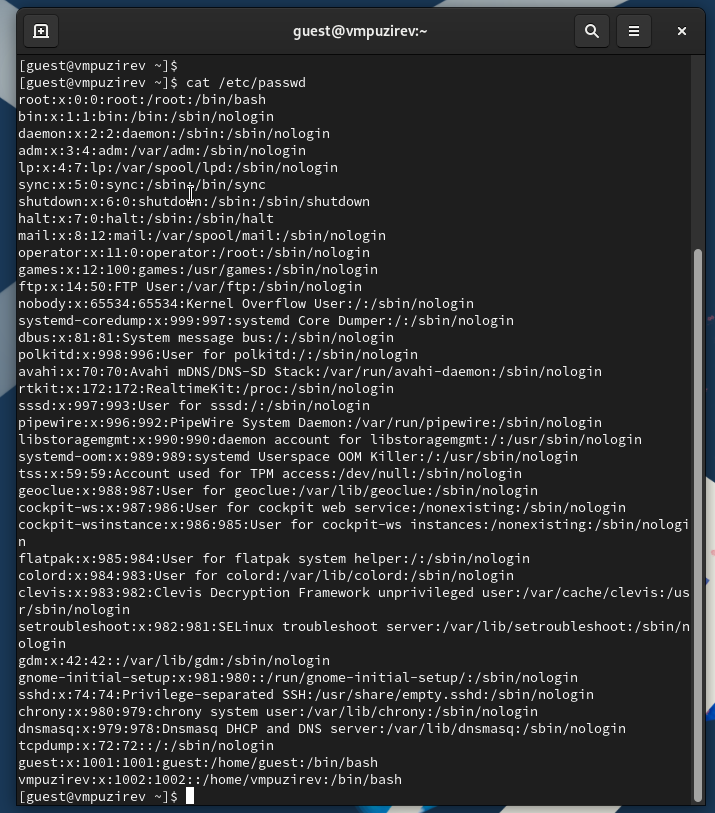 guest@vmpuzirev:~
[guest@vmpuzirev ~]$
[guest@vmpuzirev ~]$ cat /etc/passwd
root:x:0:0:root:/root:/bin/bash
bin:x:1:1:bin:/bin:/sbin/nologin
daemon:x:2:2:daemon:/sbin:/sbin/nologin
adm:x:3:4:adm:/var/adm:/sbin/nologin
lp:x:4:7:lp:/var/spool/lpd:/sbin/nologin
sync:x:5:0:sync:/sbin:/bin/sync
shutdown:x:6:0:shutdown:/sbin:/sbin/shutdown
halt:x:7:0:halt:/sbin:/sbin/halt
mail:x:8:12:mail:/var/spool/mail:/sbin/nologin
operator:x:11:0:operator:/root:/sbin/nologin
games:x:12:100:games:/usr/games:/sbin/nologin
ftp:x:14:50:FTP User:/var/ftp:/sbin/nologin
nobody:x:65534:65534:Kernel Overflow User:/:/sbin/nologin
systemd-coredump:x:999:997:systemd Core Dumper:/:/sbin/nologin
dbus:x:81:81:System message bus:/:/sbin/nologin
polkitd:x:998:996:User for polkitd:/:/sbin/nologin
avahi:x:70:70:Avahi mDNS/DNS-SD Stack:/var/run/avahi-daemon:/sbin/nologin
rtkit:x:172:172:RealtimeKit:/proc:/sbin/nologin
sssd:x:997:993:User for sssd:/:/sbin/nologin
pipewire:x:996:992:PipeWire System Daemon:/var/run/pipewire:/sbin/nologin
libstoragemgmt:x:990:990:daemon account for libstoragemgmt:/:/usr/sbin/nologin
systemd-oom:x:989:989:systemd Userspace OOM Killer:/:/usr/sbin/nologin
tss:x:59:59:Account used for TPM access:/dev/null:/sbin/nologin
geoclue:x:988:987:User for geoclue:/var/lib/geoclue:/sbin/nologin
cockpit-ws:x:987:986:User for cockpit web service:/nonexisting:/sbin/nologin
cockpit-wsinstance:x:986:985:User for cockpit-ws instances:/nonexisting:/sbin/nologi
n
flatpak:x:985:984:User for flatpak system helper:/:/sbin/nologin
colord:x:984:983:User for colord:/var/lib/colord:/sbin/nologin
clevis:x:983:982:Clevis Decryption Framework unprivileged user:/var/cache/clevis:/us
r/sbin/nologin
setroubleshoot:x:982:981:SELinux troubleshoot server:/var/lib/setroubleshoot:/sbin/n
ologin
gdm:x:42:42::/var/lib/gdm:/sbin/nologin
gnome-initial-setup:x:981:980::/run/gnome-initial-setup/:/sbin/nologin
sshd:x:74:74:Privilege-separated SSH:/usr/share/empty.sshd:/sbin/nologin
chrony:x:980:979:chrony system user:/var/lib/chrony:/sbin/nologin
dnsmasq:x:979:978:Dnsmasq DHCP and DNS server:/var/lib/dnsmasq:/sbin/nologin
tcpdump:x:72:72::/:/sbin/nologin
guest:x:1001:1001:guest:/home/guest:/bin/bash
vmpuzirev:x:1002:1002::/home/vmpuzirev:/bin/bash
[guest@vmpuzirev ~]$